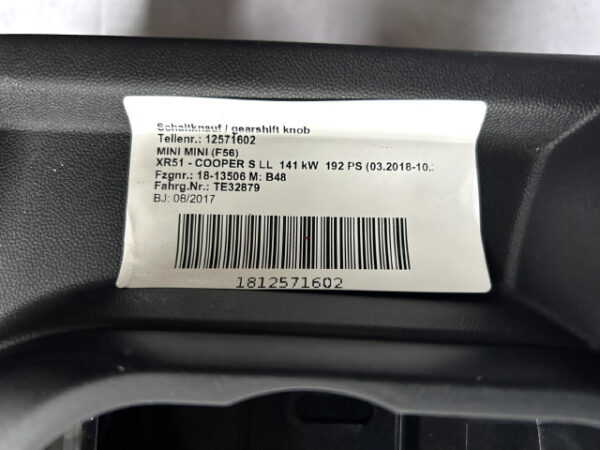 Schaltknauf / gearshift knob
Teilenr.: 12571602
MINI MINI (F56)
XR51 - COOPER S LL 141 kW 192 PS (03.2018-10.:
Fzgnr.: 18-13506 M: B48
Fahrg.Nr.: TE32879
BJ: 08/2017
1812571602